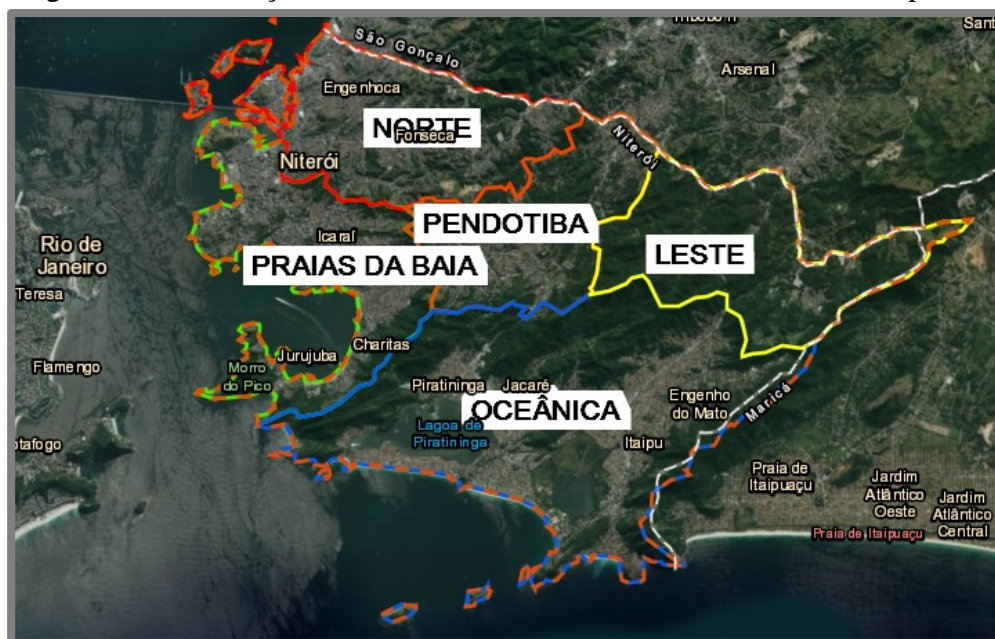 São Gonçalo
Sant
Arsenal
Engenhoca
NORTE
Fonseca
Niterói
Niterói
PENDOTIBA
Icaraí
LESTE
Rio de
Janeiro
PRAIAS DA BAIA
Teresa
Charitas
Jurujuba
Flamengo
Morro
do Pico
Piratininga
Jacaré
Engenho
do Mato
Maricá
OCEÂNICA
Lagoa de
Piratininga
otafogo
Itaipu
Praia de
Itaipuaçu
Jardim
Atlântico
Oeste
Jardim
Atlântico
Central
Praia de Itaipuaçu